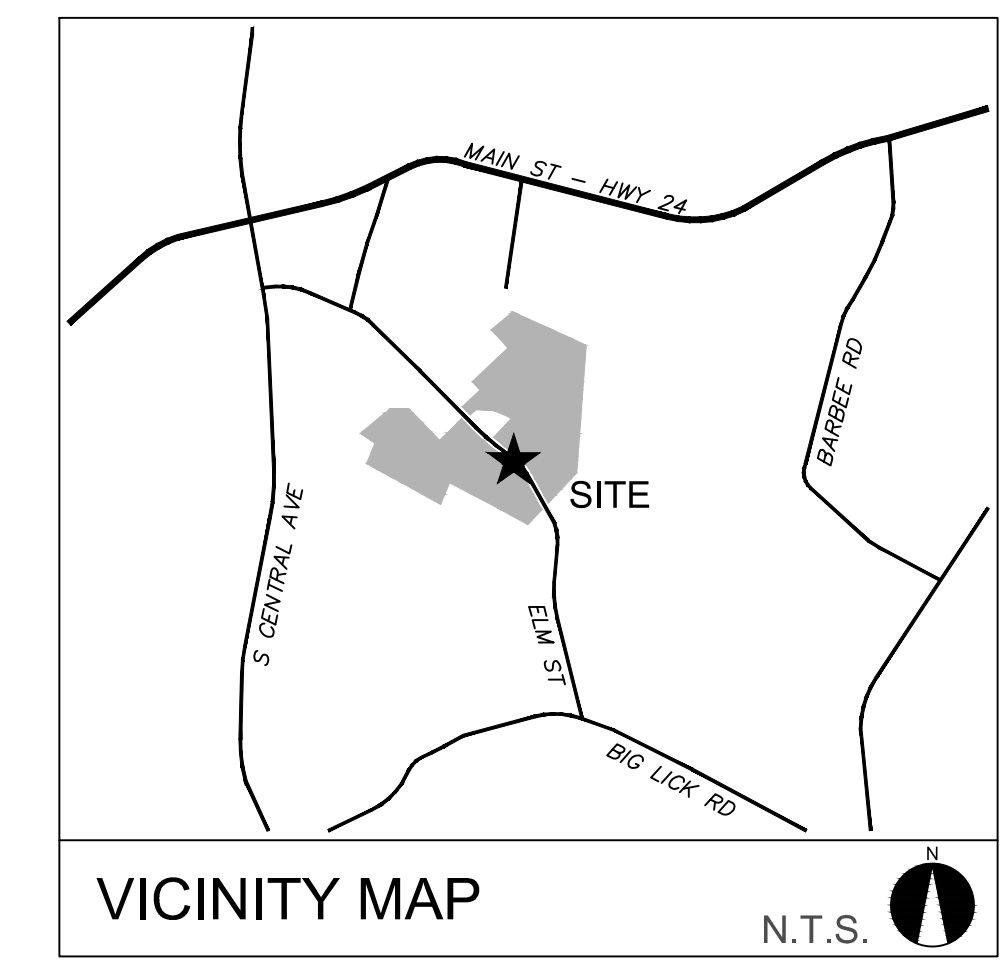 MAIN ST – HWY 24
BARBEE RD
SITE
S CENTRAL AVE
ELM ST
BIG LICK RD
VICINITY MAP
N.T.S.
N